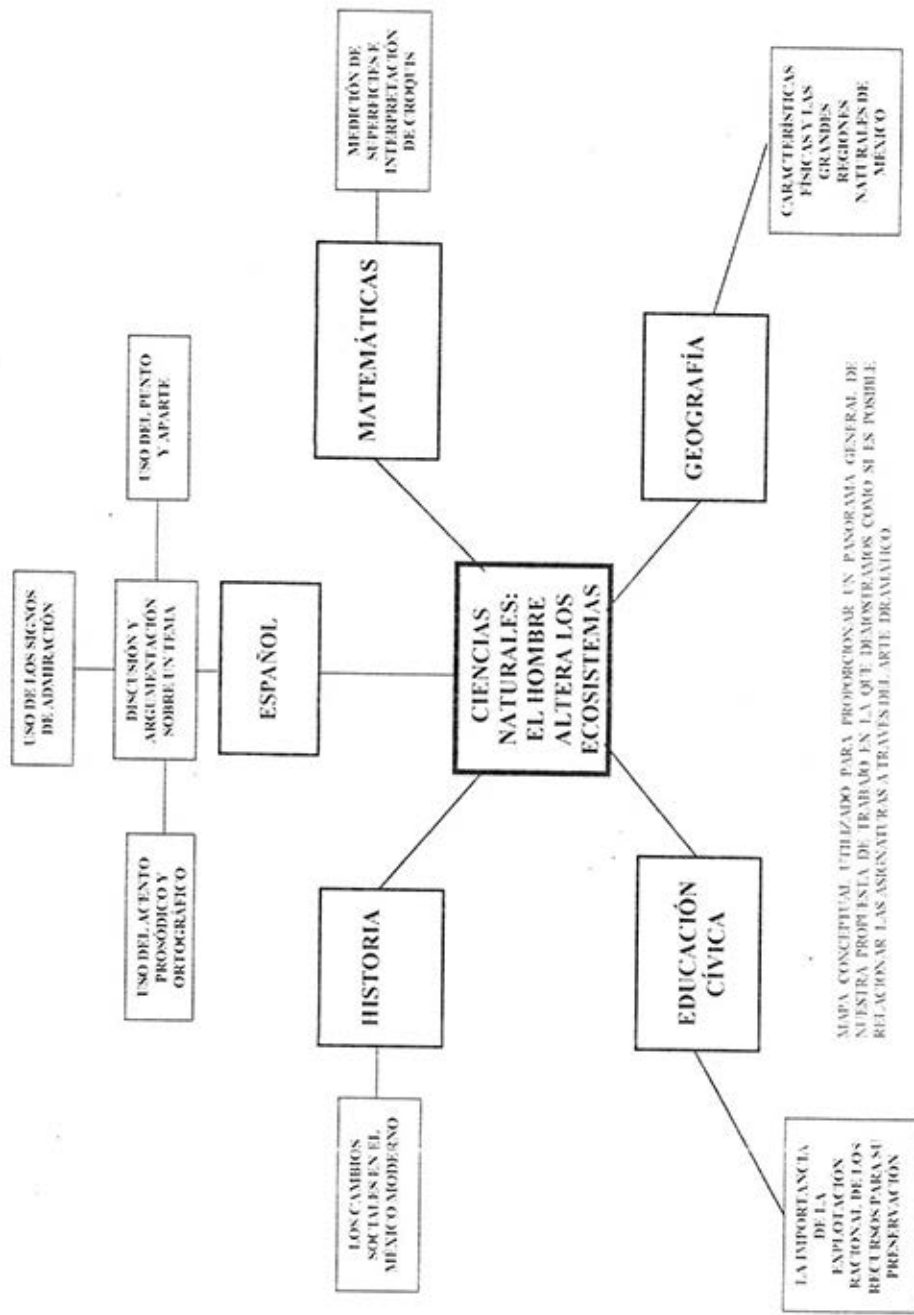 USO DE LOS SIGNOS
DE ADMIRACIÓN
USO DEL ACENTO
PROSÓDICO Y
ORTOGRÁFICO
DISCUSIÓN Y
ARGUMENTACIÓN
SOBRE UN TEMA
USO DEL PUNTO
Y APARTE
ESPAÑOL
LOS CAMBIOS
SOCIALES EN EL
MÉXICO MODERNO
HISTORIA
MATEMÁTICAS
MEDICIÓN DE
SUPERFICIES E
INTERPRETACIÓN
DE CROQUIS
CIENCIAS
NATURALES:
EL HOMBRE
ALTERA LOS
ECOSISTEMAS
EDUCACIÓN
CÍVICA
GEOGRAFÍA
LA IMPORTANCIA
DE LA
EXPLOTACIÓN
RACIONAL DE LOS
RECURSOS PARA SU
PRESERVACIÓN
CARACTERÍSTICAS
FÍSICAS Y LAS
GRANDES
REGIONES
NATURALES DE
MÉXICO
MAPA CONCEPTUAL UTILIZADO PARA PROPORCIONAR UN PANORAMA GENERAL DE
NUESTRA PROPUESTA DE TRABAJO EN LA QUE DEMOSTRAMOS COMO SI ES POSIBLE
RELACIONAR LAS ASIGNATURAS A TRAVES DEL ARTE DRAMATICO.